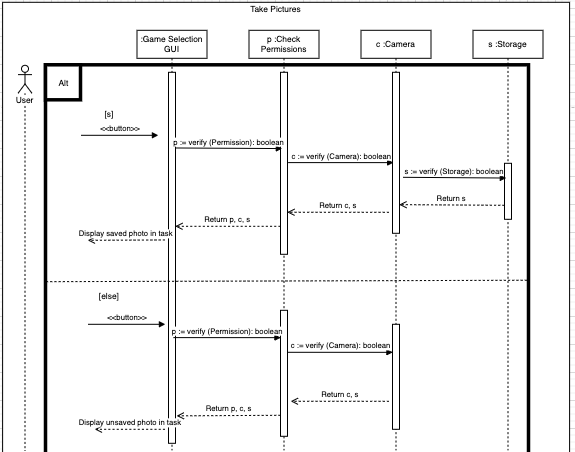 Take Pictures
:Game Selection
GUI
p :Check
Permissions
c :Camera
s :Storage
User
Alt
[s]
<<button>>
p := verify (Permission): boolean
c := verify (Camera): boolean
s := verify (Storage): boolean
Return s
Return c, s
Return p, c, s
Display saved photo in task
[else]
<<button>>
p := verify (Permission): boolean
c := verify (Camera): boolean
Return c, s
Return p, c, s
Display unsaved photo in task